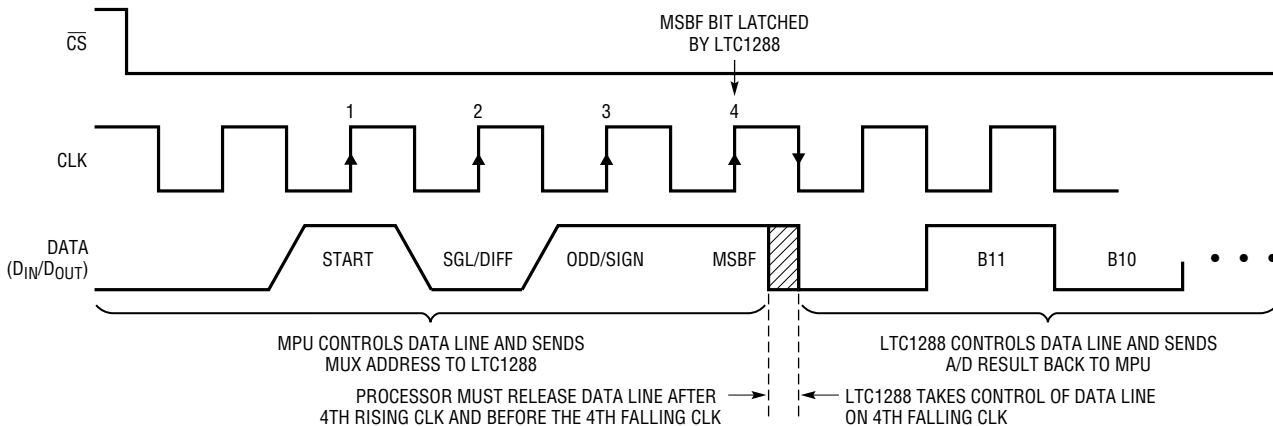 MSBF BIT LATCHED
BY LTC1288
CS
1 2 3 4
CLK
DATA
(DIN/DOUT)
START SGL/DIFF ODD/SIGN MSBF B11 B10 • • •
MPU CONTROLS DATA LINE AND SENDS
MUX ADDRESS TO LTC1288
LTC1288 CONTROLS DATA LINE AND SENDS
A/D RESULT BACK TO MPU
PROCESSOR MUST RELEASE DATA LINE AFTER
4TH RISING CLK AND BEFORE THE 4TH FALLING CLK
LTC1288 TAKES CONTROL OF DATA LINE
ON 4TH FALLING CLK